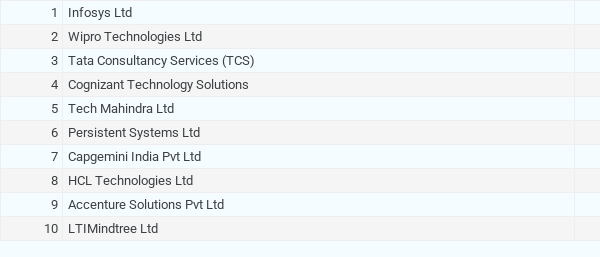 1 Infosys Ltd
2 Wipro Technologies Ltd
3 Tata Consultancy Services (TCS)
4 Cognizant Technology Solutions
5 Tech Mahindra Ltd
6 Persistent Systems Ltd
7 Capgemini India Pvt Ltd
8 HCL Technologies Ltd
9 Accenture Solutions Pvt Ltd
10 LTIMindtree Ltd